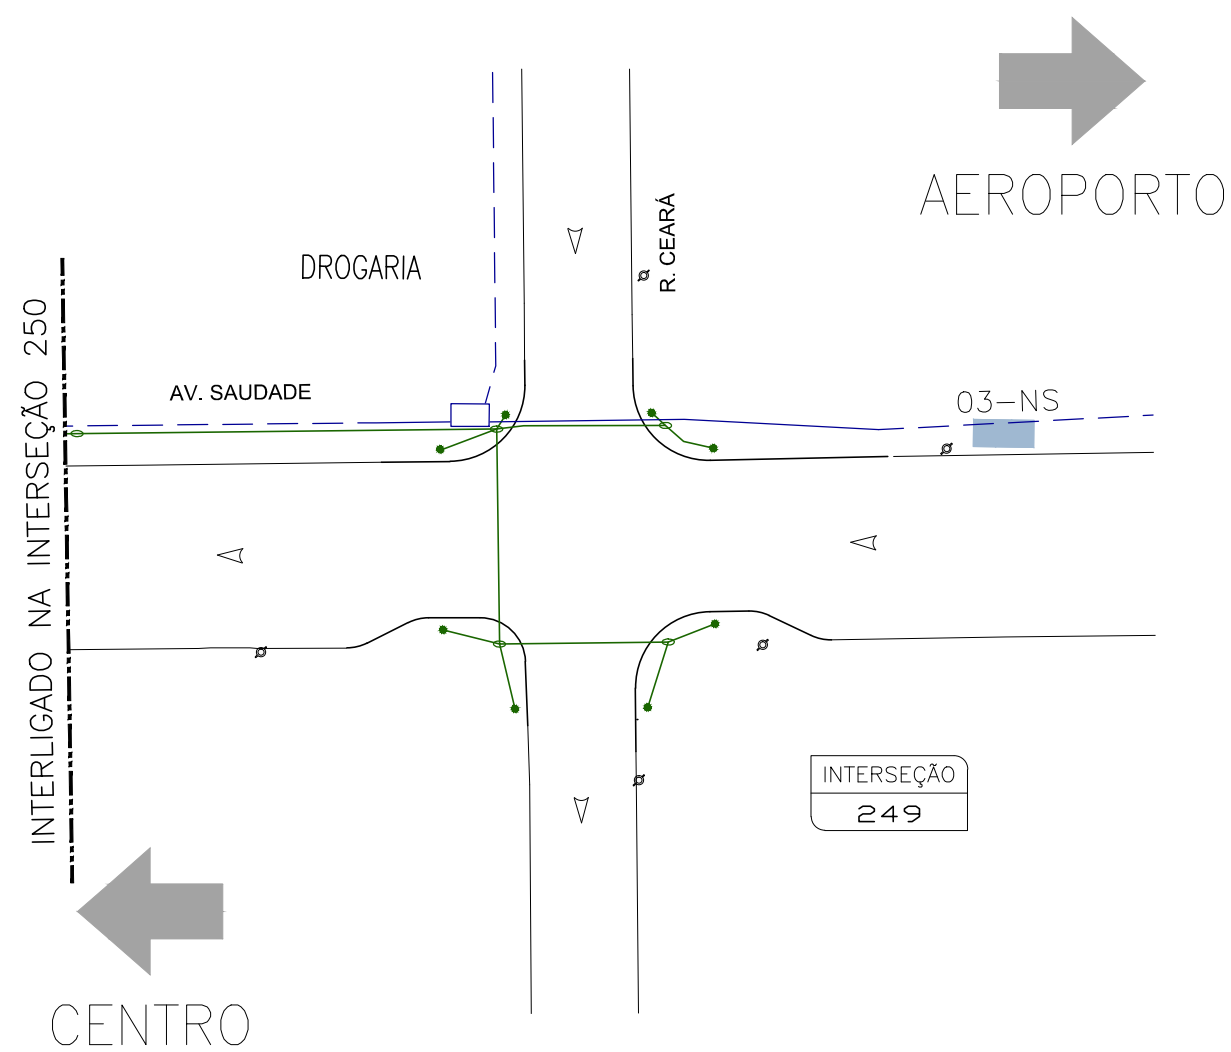 AEROPORTO
R. CEARÁ
DROGARIA
INTERLIGADO NA INTERSEÇÃO 250
AV. SAUDADE
03-NS
INTERSEÇÃO
249
CENTRO